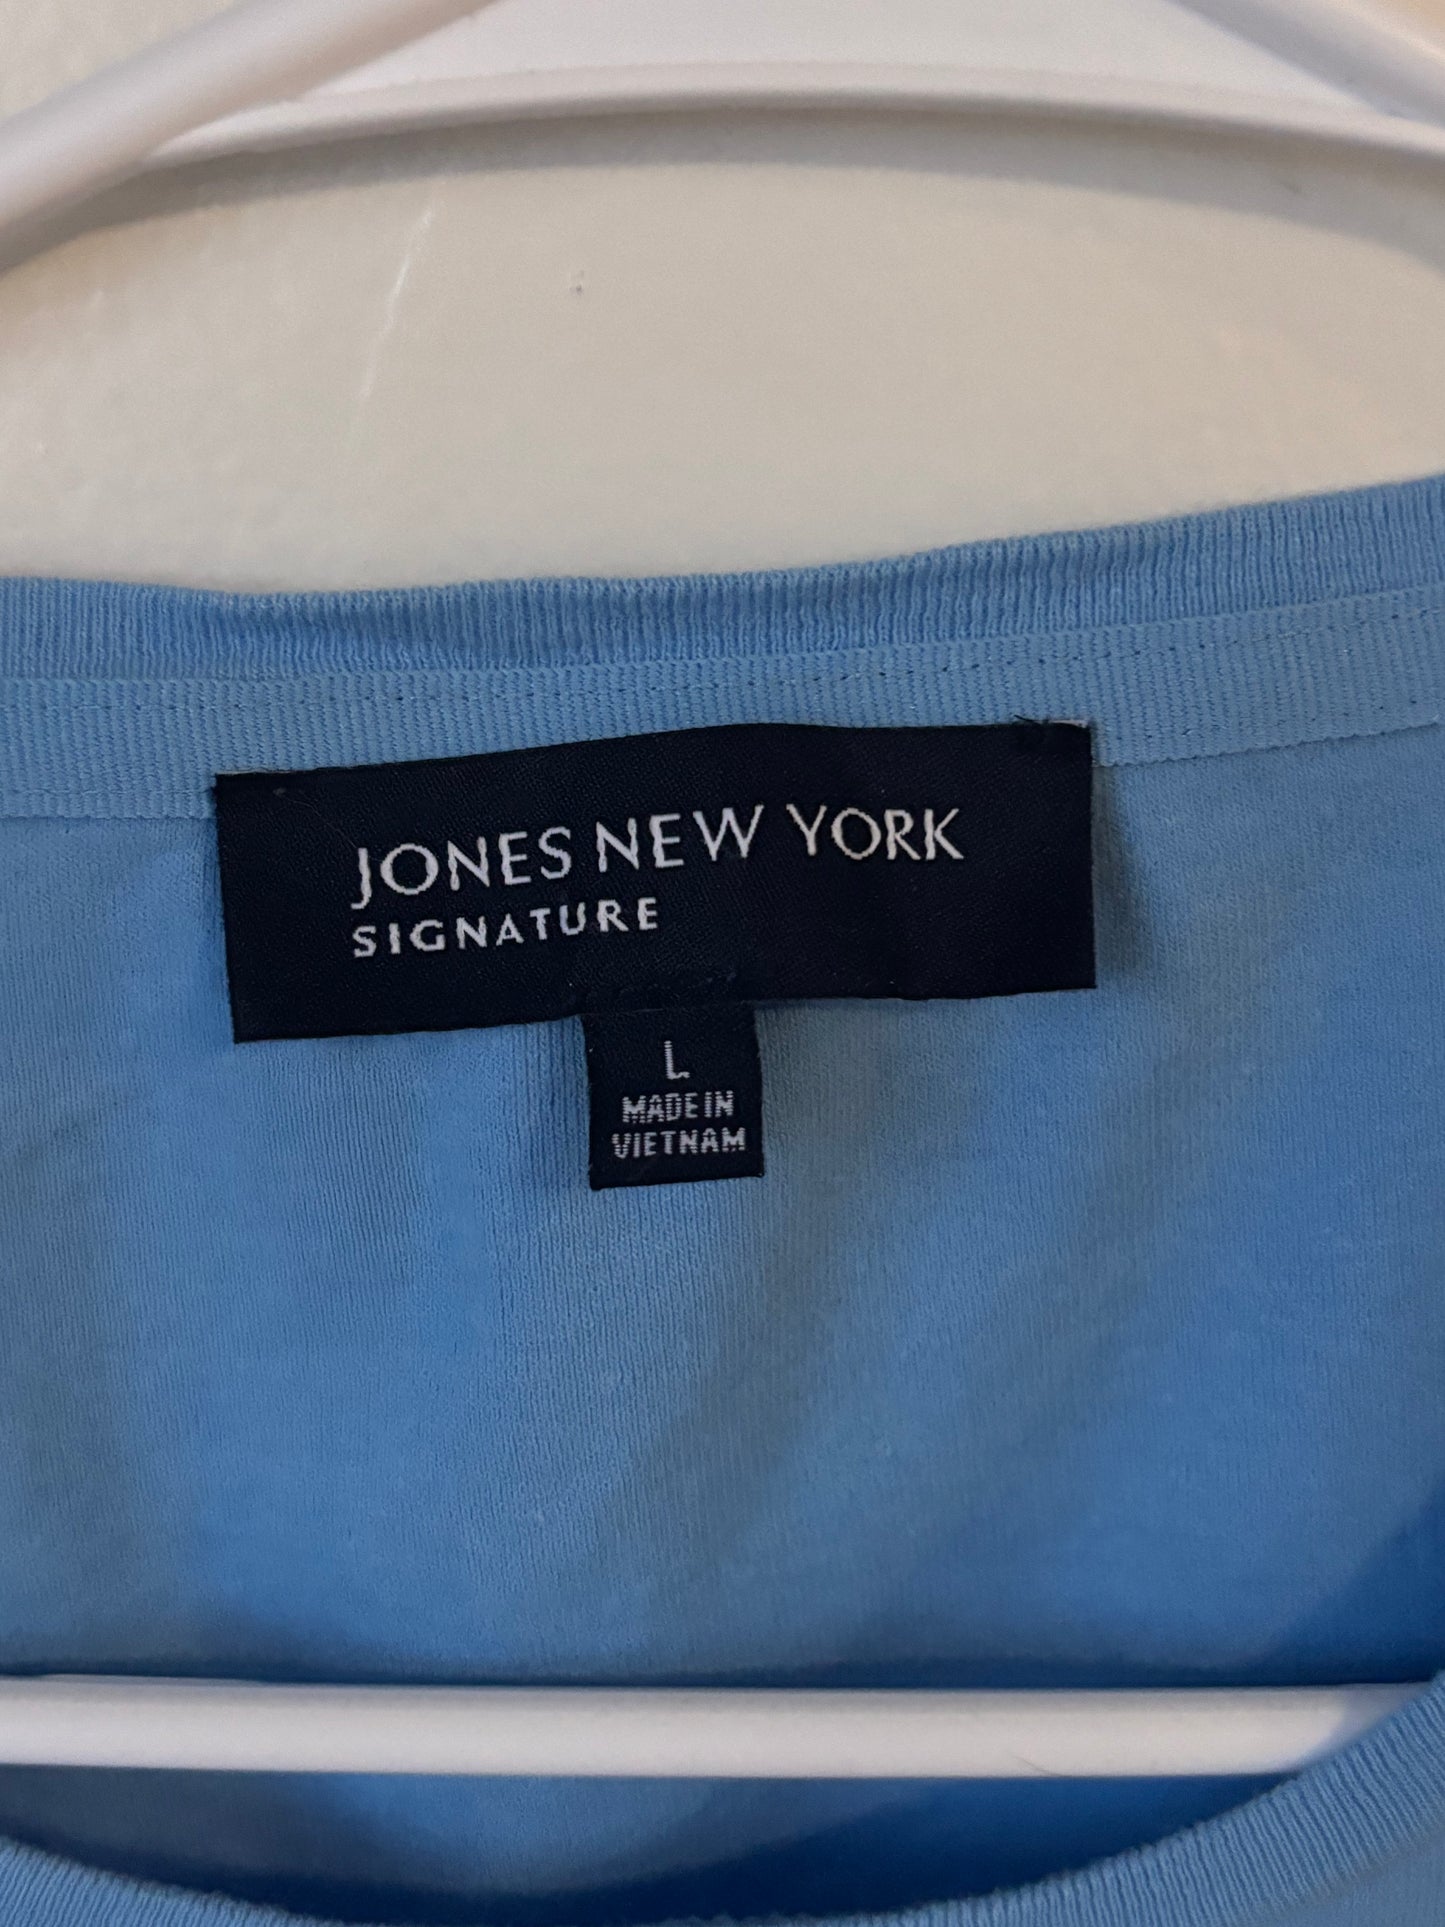 JONES NEW YORK
SIGNATURE
L
MADE IN
VIETNAM